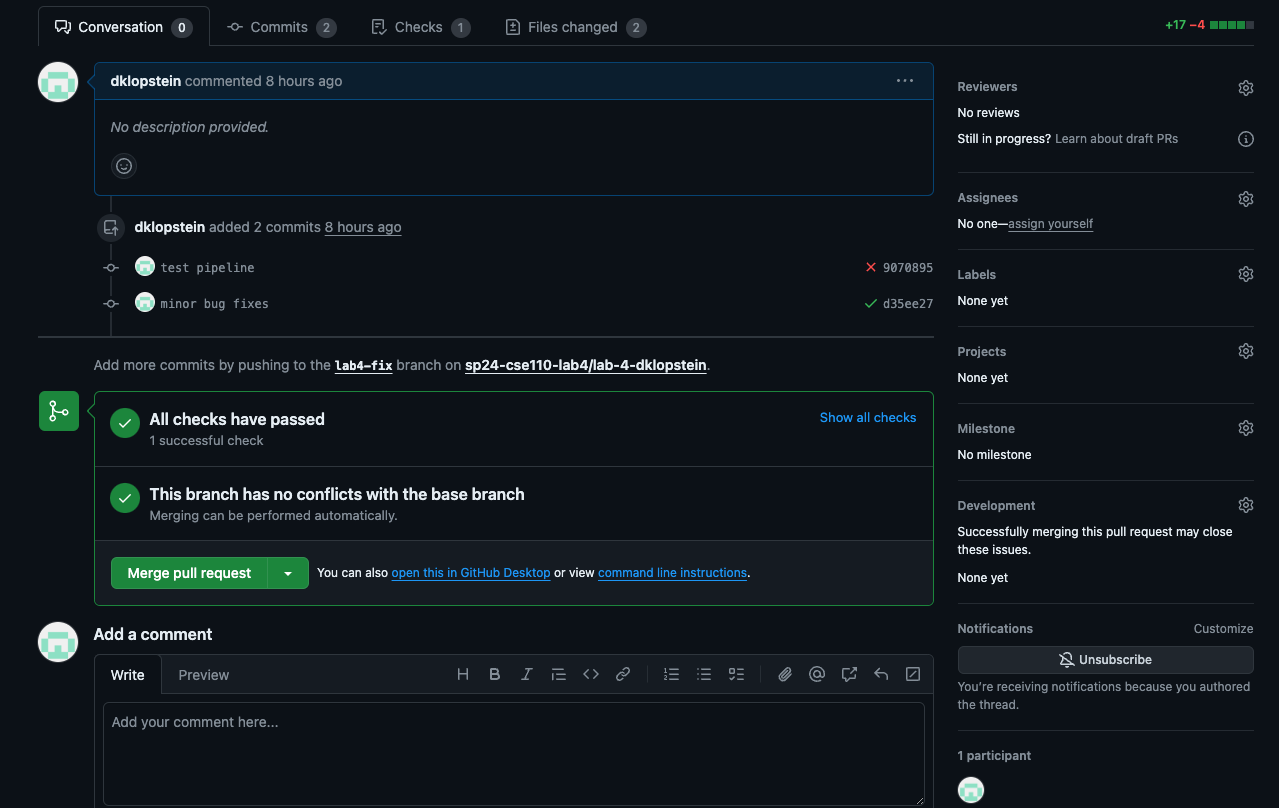 Conversation 0 Commits 2 Checks 1 Files changed 2 +17 −4
dklopstein commented 8 hours ago
No description provided.
dklopstein added 2 commits 8 hours ago
test pipeline 9070895
minor bug fixes d35ee27
Add more commits by pushing to the lab4-fix branch on sp24-cse110-lab4/lab-4-dklopstein.
All checks have passed
1 successful check
Show all checks
This branch has no conflicts with the base branch
Merging can be performed automatically.
Merge pull request You can also open this in GitHub Desktop or view command line instructions.
Add a comment
Write Preview
Add your comment here...
Reviewers
No reviews
Still in progress? Learn about draft PRs
Assignees
No one—assign yourself
Labels
None yet
Projects
None yet
Milestone
No milestone
Development
Successfully merging this pull request may close
these issues.
None yet
Notifications Customize
Unsubscribe
You're receiving notifications because you authored
the thread.
1 participant